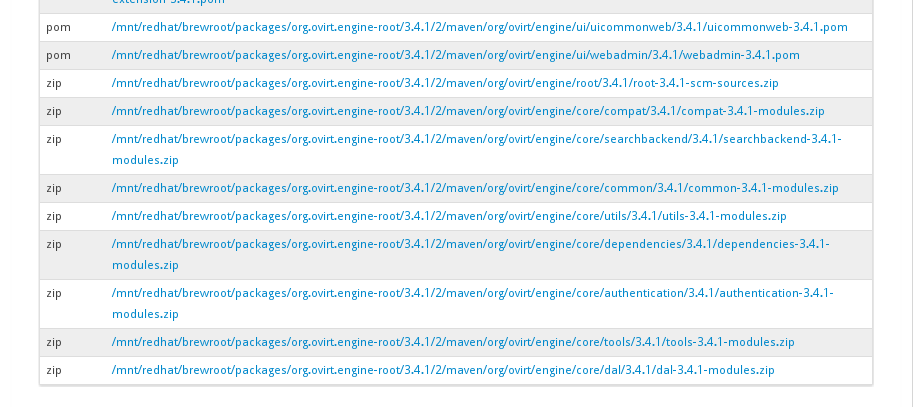 extension-3.4.1.pom
pom /mnt/redhat/brewroot/packages/org.ovirt.engine-root/3.4.1/2/maven/org/ovirt/engine/ui/uicommonweb/3.4.1/uicommonweb-3.4.1.pom
pom /mnt/redhat/brewroot/packages/org.ovirt.engine-root/3.4.1/2/maven/org/ovirt/engine/ui/webadmin/3.4.1/webadmin-3.4.1.pom
zip /mnt/redhat/brewroot/packages/org.ovirt.engine-root/3.4.1/2/maven/org/ovirt/engine/root/3.4.1/root-3.4.1-scm-sources.zip
zip /mnt/redhat/brewroot/packages/org.ovirt.engine-root/3.4.1/2/maven/org/ovirt/engine/core/compat/3.4.1/compat-3.4.1-modules.zip
zip /mnt/redhat/brewroot/packages/org.ovirt.engine-root/3.4.1/2/maven/org/ovirt/engine/core/searchbackend/3.4.1/searchbackend-3.4.1-
modules.zip
zip /mnt/redhat/brewroot/packages/org.ovirt.engine-root/3.4.1/2/maven/org/ovirt/engine/core/common/3.4.1/common-3.4.1-modules.zip
zip /mnt/redhat/brewroot/packages/org.ovirt.engine-root/3.4.1/2/maven/org/ovirt/engine/core/utils/3.4.1/utils-3.4.1-modules.zip
zip /mnt/redhat/brewroot/packages/org.ovirt.engine-root/3.4.1/2/maven/org/ovirt/engine/core/dependencies/3.4.1/dependencies-3.4.1-
modules.zip
zip /mnt/redhat/brewroot/packages/org.ovirt.engine-root/3.4.1/2/maven/org/ovirt/engine/core/authentication/3.4.1/authentication-3.4.1-
modules.zip
zip /mnt/redhat/brewroot/packages/org.ovirt.engine-root/3.4.1/2/maven/org/ovirt/engine/core/tools/3.4.1/tools-3.4.1-modules.zip
zip /mnt/redhat/brewroot/packages/org.ovirt.engine-root/3.4.1/2/maven/org/ovirt/engine/core/dal/3.4.1/dal-3.4.1-modules.zip